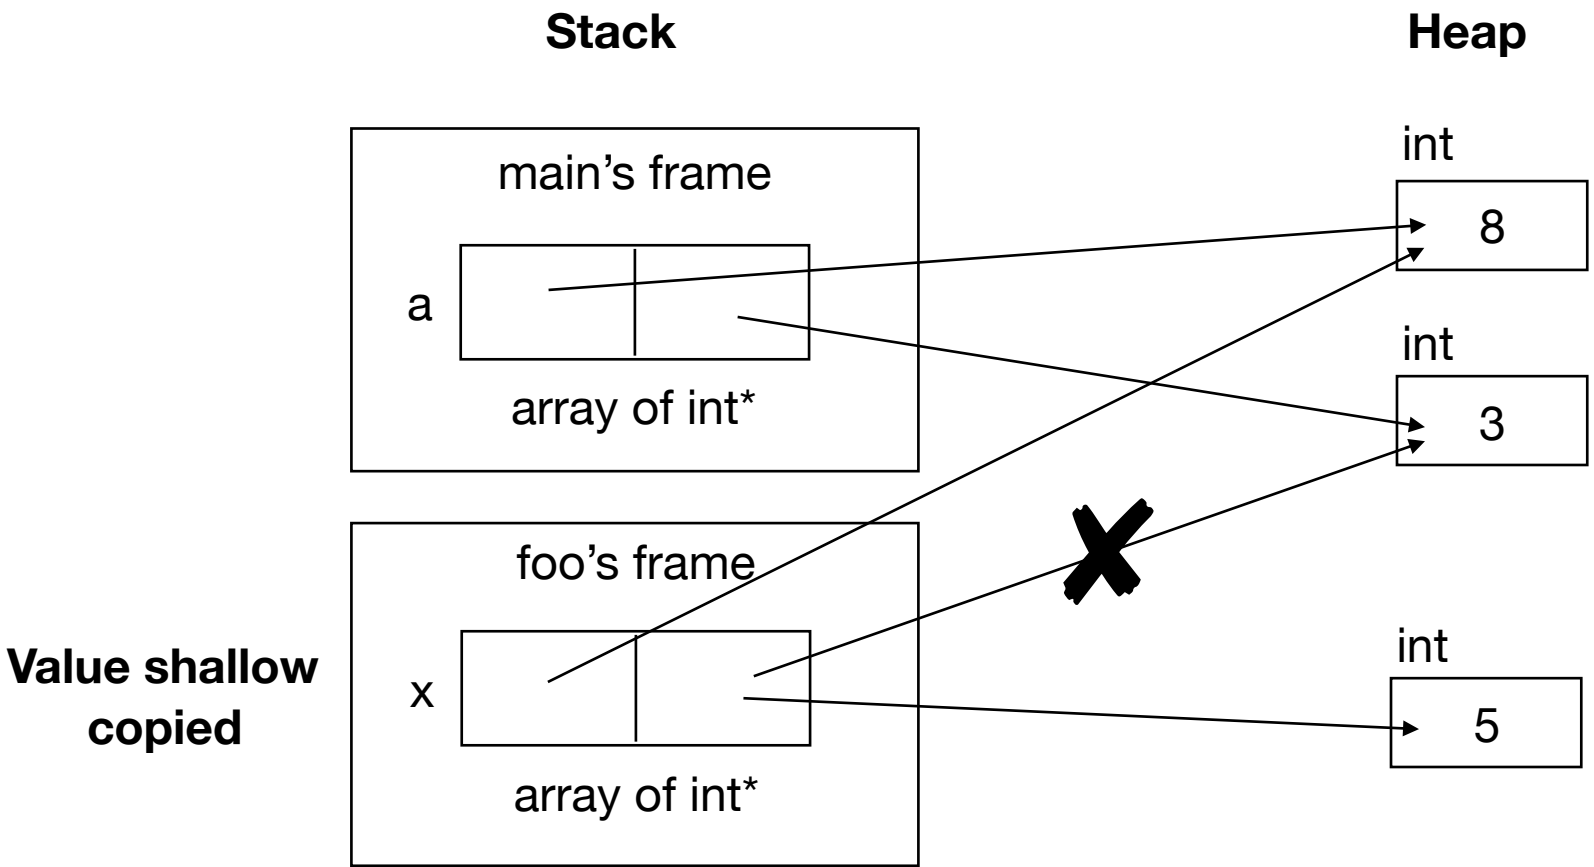 Stack
Heap
main’s frame
a
array of int*
int
8
int
3
foo’s frame
Value shallow
copied
x
array of int*
int
5